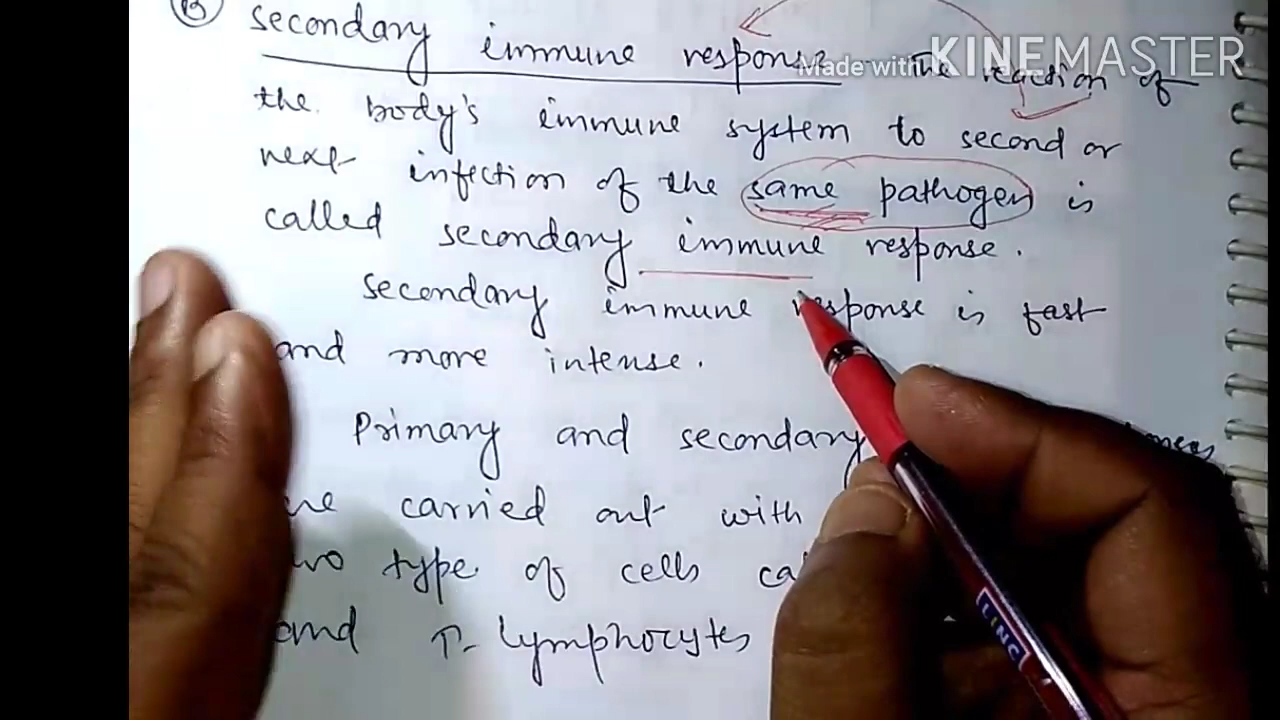 B secondary immune response - The reaction of
Made with KINEMASTER
the body's immune system to second or
next infection of the same pathogen is
called secondary immune response.
secondary immune response is fast
and more intense.
Primary and secondary
carried out with
type of cells
and T- lymphocytes
LINC